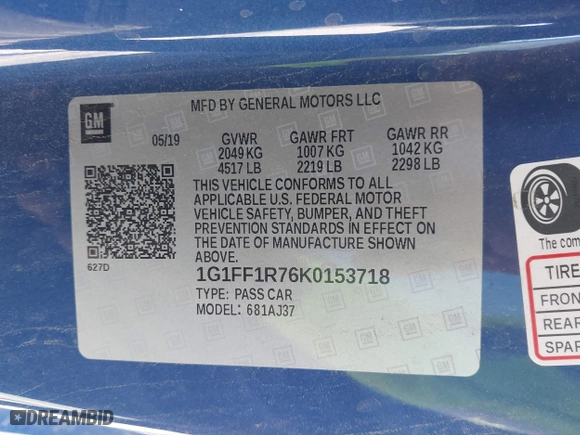 MFD BY GENERAL MOTORS LLC
GM
05/19 GVWR GAWR FRT GAWR RR
2049 KG 1007 KG 1042 KG
4517 LB 2219 LB 2298 LB
THIS VEHICLE CONFORMS TO ALL
APPLICABLE U.S. FEDERAL MOTOR
VEHICLE SAFETY, BUMPER, AND THEFT
PREVENTION STANDARDS IN EFFECT ON
THE DATE OF MANUFACTURE SHOWN
ABOVE.
627D
1G1FF1R76K0153718
TYPE: PASS CAR
MODEL: 681AJ37
The com
TIRE
FRON
REAR
SPAR
DREAMBID